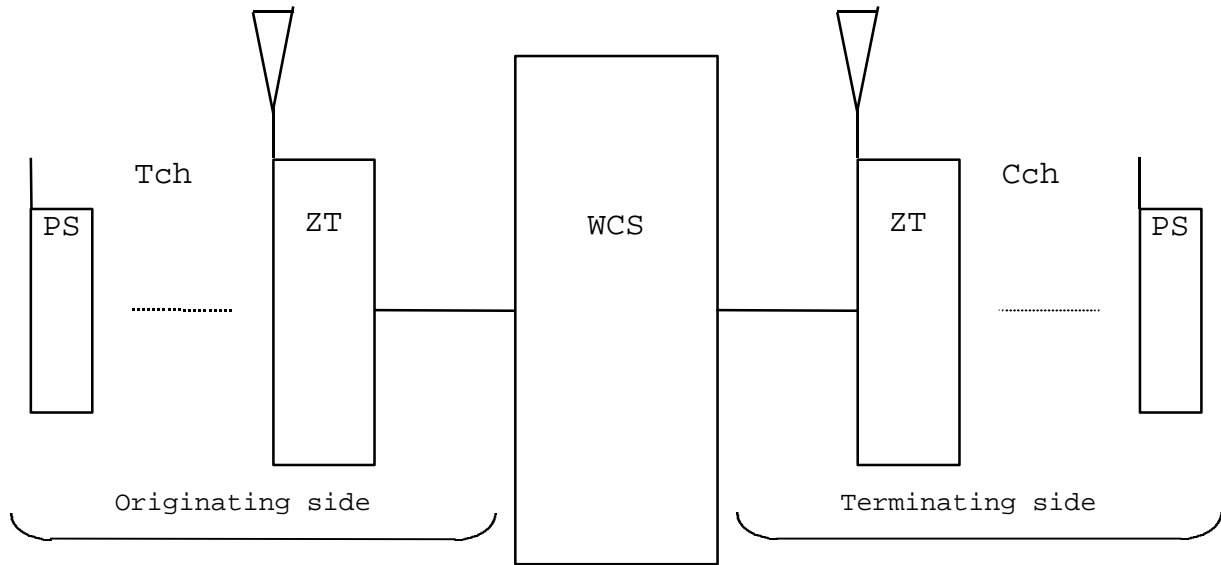 Tch
Cch
PS
ZT
WCS
ZT
PS
Originating side
Terminating side